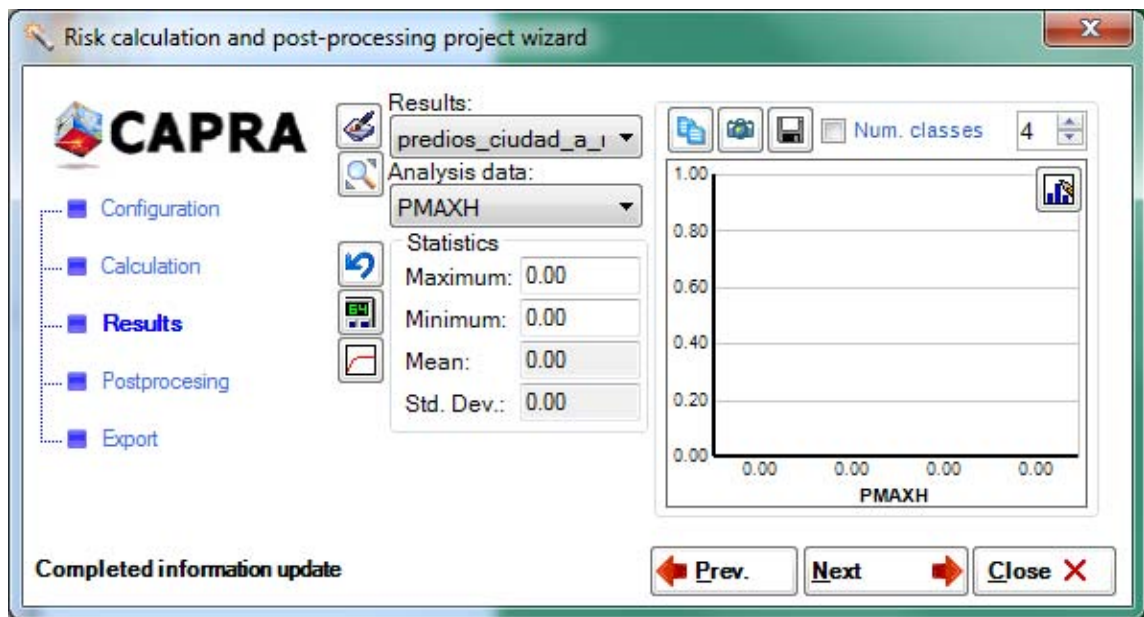 Risk calculation and post-processing project wizard
X
CAPRA
Configuration
Calculation
Results
Postprocesing
Export
Results:
predios_ciudad_a_
Analysis data:
PMAXH
Statistics
Maximum: 0.00
Minimum: 0.00
Mean: 0.00
Std. Dev.: 0.00
Num. classes 4
1.00
0.80
0.60
0.40
0.20
0.00
0.00 0.00 0.00 0.00
PMAXH
Completed information update
Prev. Next Close